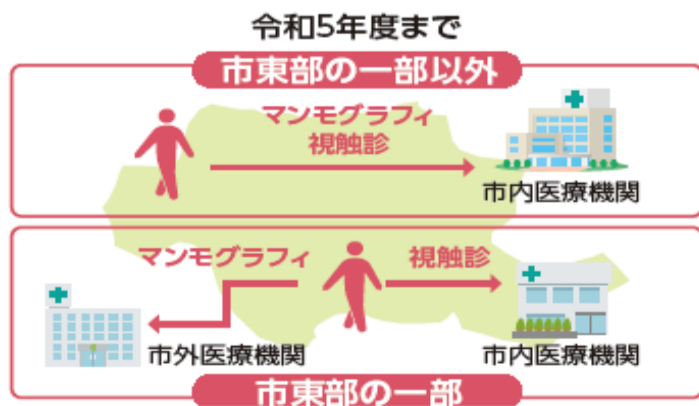 令和5年度まで
市東部の一部以外
マンモグラフィ
視触診
市内医療機関
マンモグラフィ
視触診
市外医療機関
市内医療機関
市東部の一部